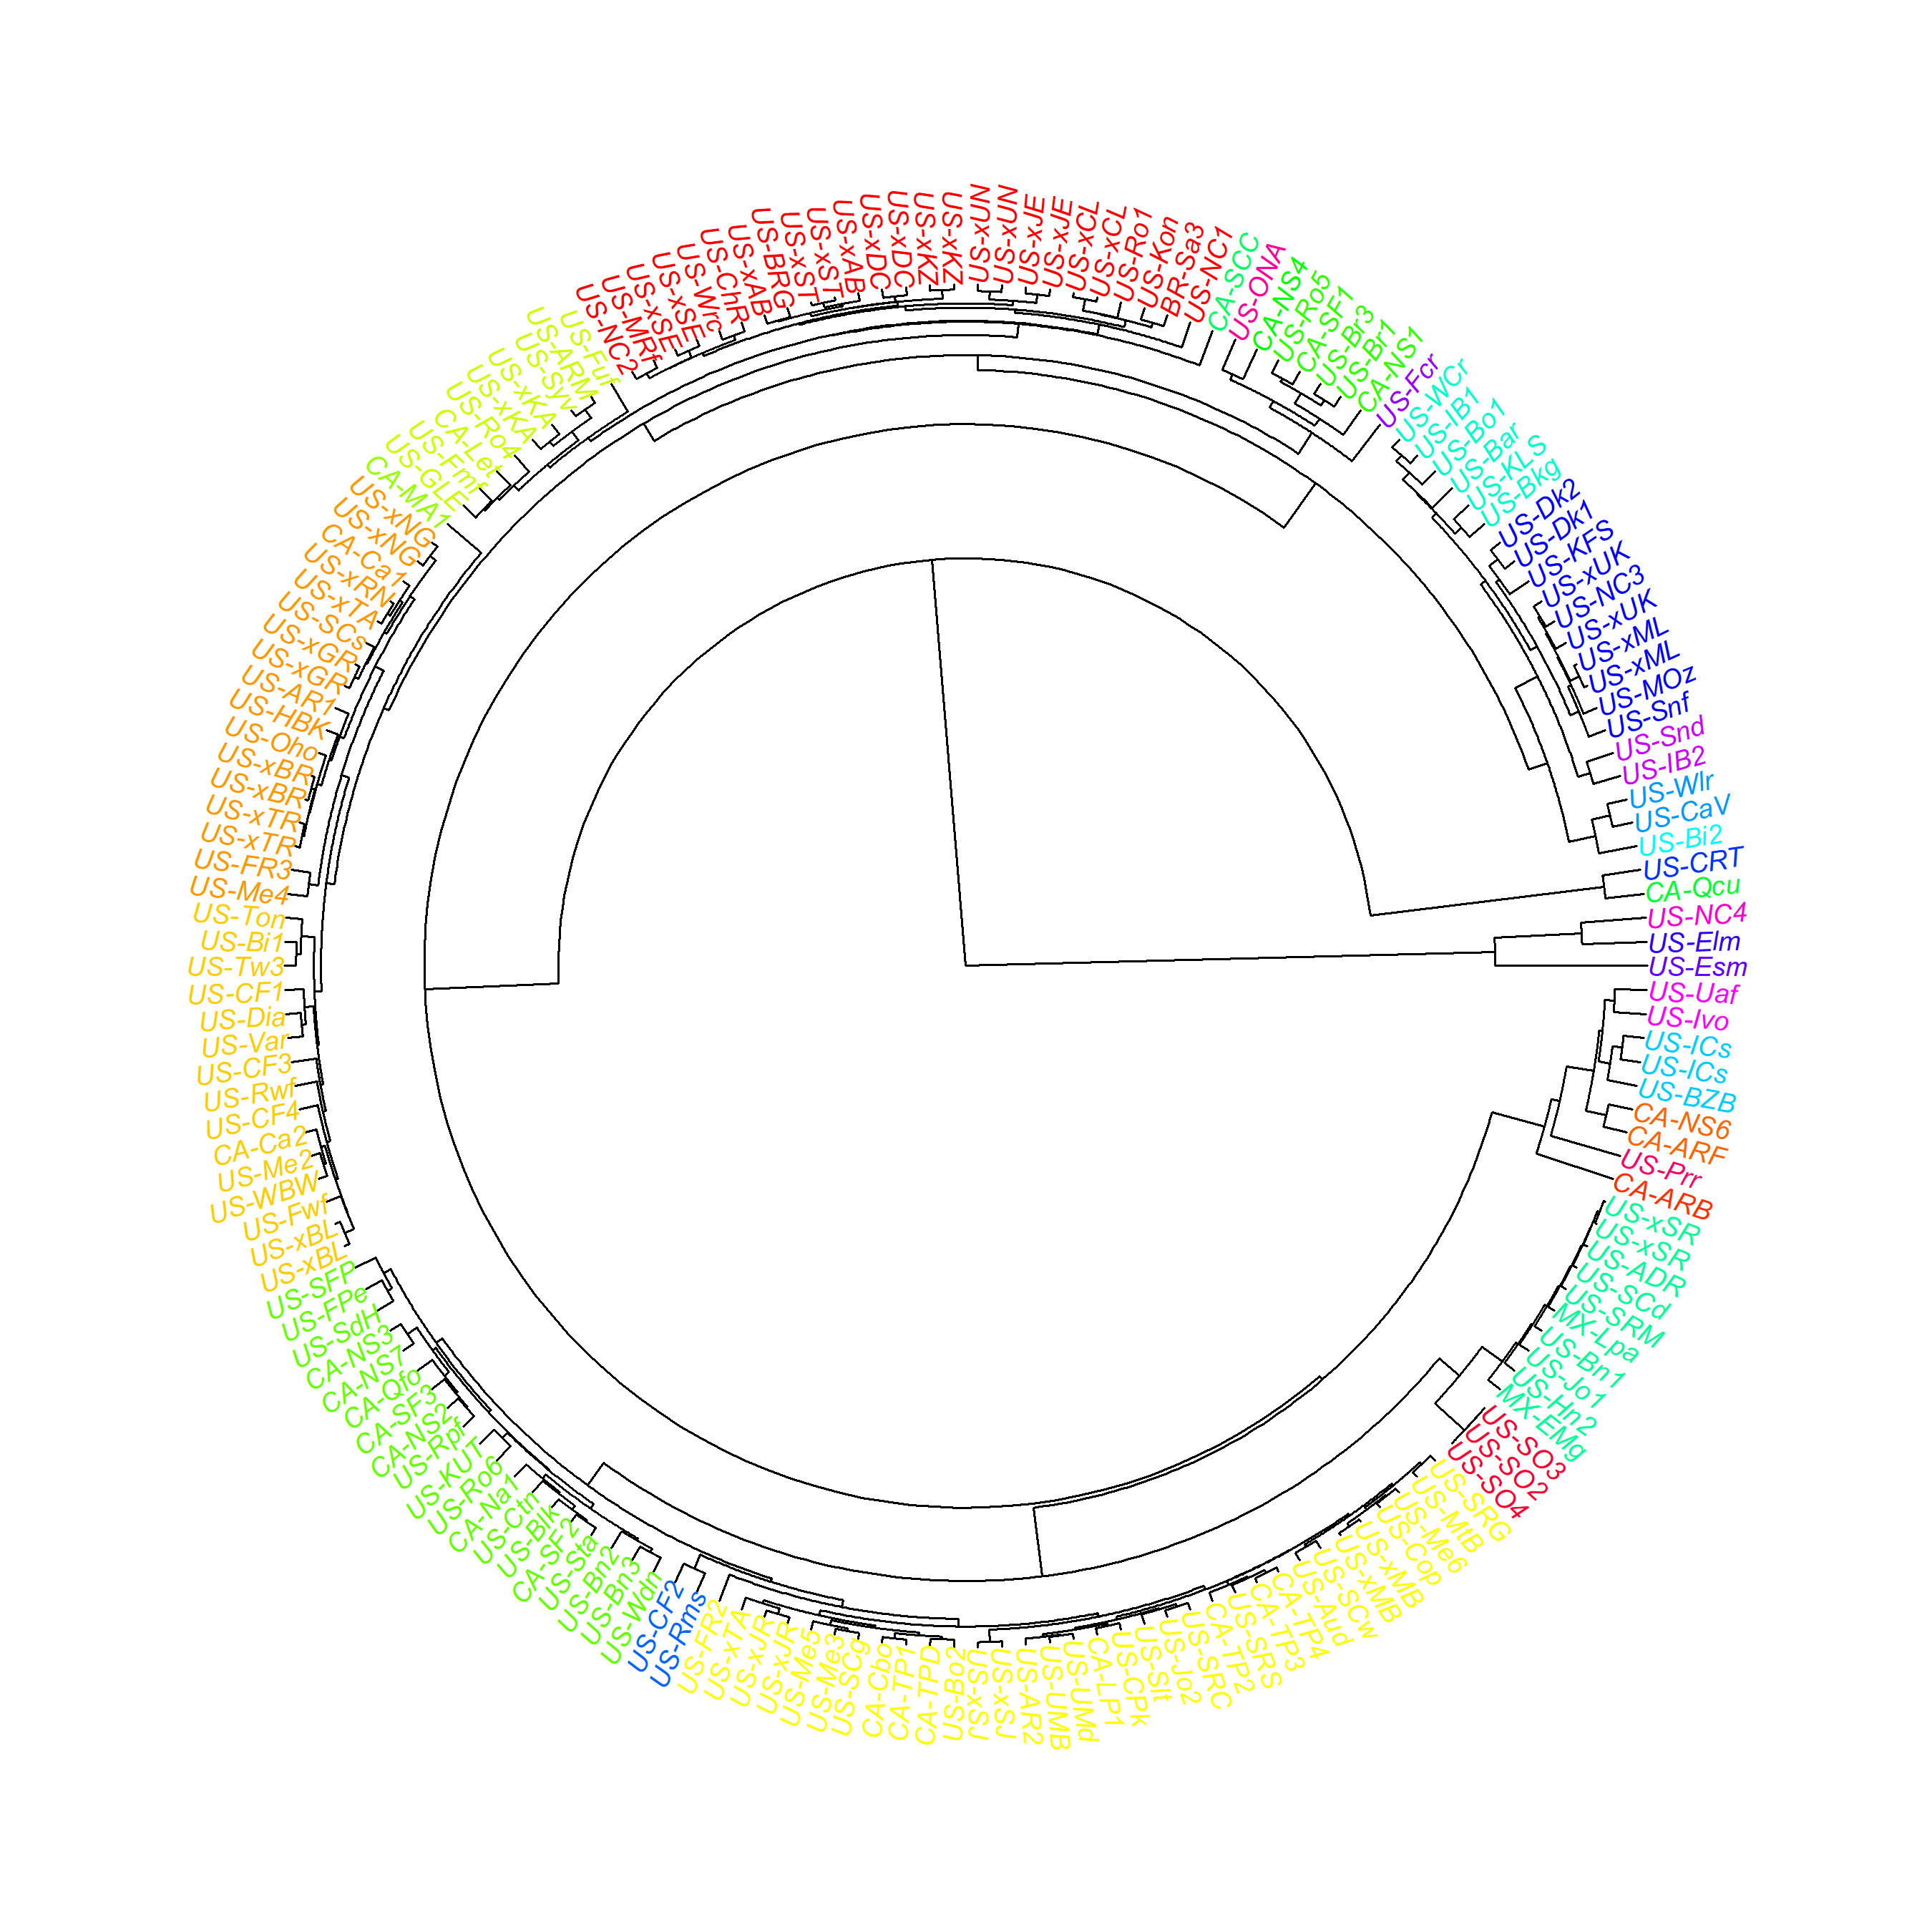 US-xUN
US-xUN
US-xJE
US-xJE
US-xCL
US-xCL
US-Ro1
US-Kon
BR-Sa3
US-NC1
CA-SCC
US-ONA
CA-NS4
US-Ro5
CA-SF1
US-Br3
US-Br1
CA-NS1
US-Fcr
US-WCr
US-IB1
US-Bo1
US-Bar
US-KLS
US-Bkg
US-Dk2
US-Dk1
US-KFS
US-xUK
US-NC3
US-xUK
US-xML
US-xML
US-MOz
US-Snf
US-Snd
US-IB2
US-Wlr
US-CaV
US-Bi2
US-CRT
CA-Qcu
US-NC4
US-Elm
US-Esm
US-Uaf
US-Ivo
US-ICs
US-ICs
US-BZB
CA-NS6
CA-ARF
US-Prr
CA-ARB
US-xSR
US-xSR
US-ADR
US-SCd
US-SRM
MX-Lpa
US-Bn1
US-Jo1
US-Hn2
MX-EMg
US-SO3
US-SO2
US-SO4
US-SRG
US-MtB
US-Me6
US-Cop
US-xMB
US-xMB
US-SCw
US-Aud
CA-TP4
CA-TP3
US-SRS
CA-TP2
US-SRC
US-Jo2
US-Slt
US-CPk
CA-LP1
US-UMd
US-UMB
US-AR2
US-xSJ
US-xSJ
US-Bo2
CA-TPD
CA-TP1
CA-Cbo
US-SCg
US-Me3
US-Me5
US-xJR
US-xJR
US-xTA
US-FR2
US-Rms
US-CF2
US-Wdn
US-Bn3
US-Bn2
US-Sta
CA-SF2
US-Blk
US-Ctn
CA-Na1
US-Ro6
US-KUT
US-Rpf
CA-NS2
CA-SF3
CA-Qfo
CA-NS7
CA-NS3
US-SdH
US-FPe
US-SFP
US-xBL
US-xBL
US-Fwf
US-WBW
US-Me2
CA-Ca2
US-CF4
US-Rwf
US-CF3
US-Var
US-Dia
US-CF1
US-Tw3
US-Bi1
US-Ton
US-Me4
US-FR3
US-xTR
US-xTR
US-xBR
US-xBR
US-Oho
US-HBK
US-AR1
US-xGR
US-xGR
US-SCs
US-xTA
US-xRN
CA-Ca1
US-xNG
US-xNG
CA-MA1
US-GLE
US-Fmf
CA-Let
US-Ro4
US-xKA
US-xKA
US-Syv
US-ARM
US-Fuf
US-NC2
US-MRf
US-xSE
US-xSE
US-Wrc
US-ChR
US-xAB
US-BRG
US-xST
US-xST
US-xAB
US-xDC
US-xDC
US-xKZ
US-xKZ